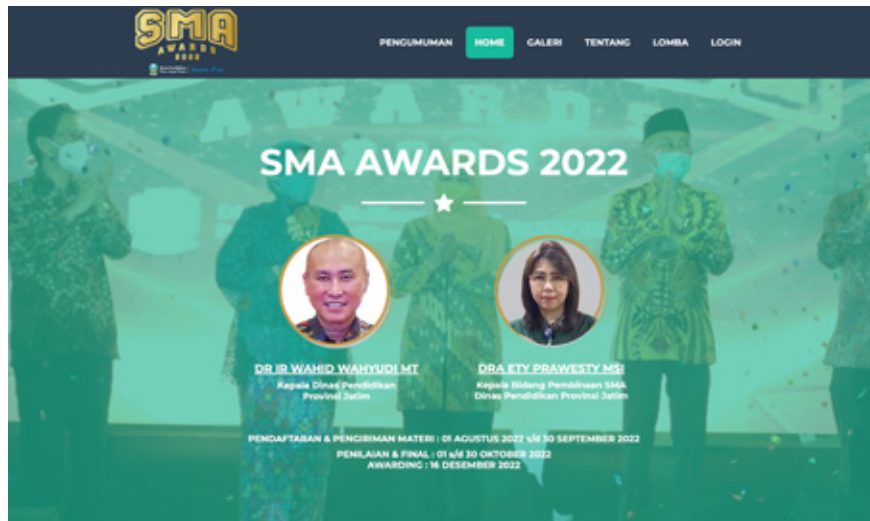 SMA
AWARDS
2022
PENGUMUMAN HOME GALERI TENTANG LOMBA LOGIN
AWARDS
SMA AWARDS 2022
DR IR WAHID WAHYUDI MT
Kepala Dinas Pendidikan
Provinsi Jatim
DRA ETY PRAWESTY MSI
Kepala Bidang Pembinaan SMA
Dinas Pendidikan Provinsi Jatim
PENDAFTARAN & PENGIRIMAN MATERI : 01 AGUSTUS 2022 s/d 30 SEPTEMBER 2022
PENILAIAN & FINAL : 01 s/d 30 OKTOBER 2022
AWARDING : 16 DESEMBER 2022